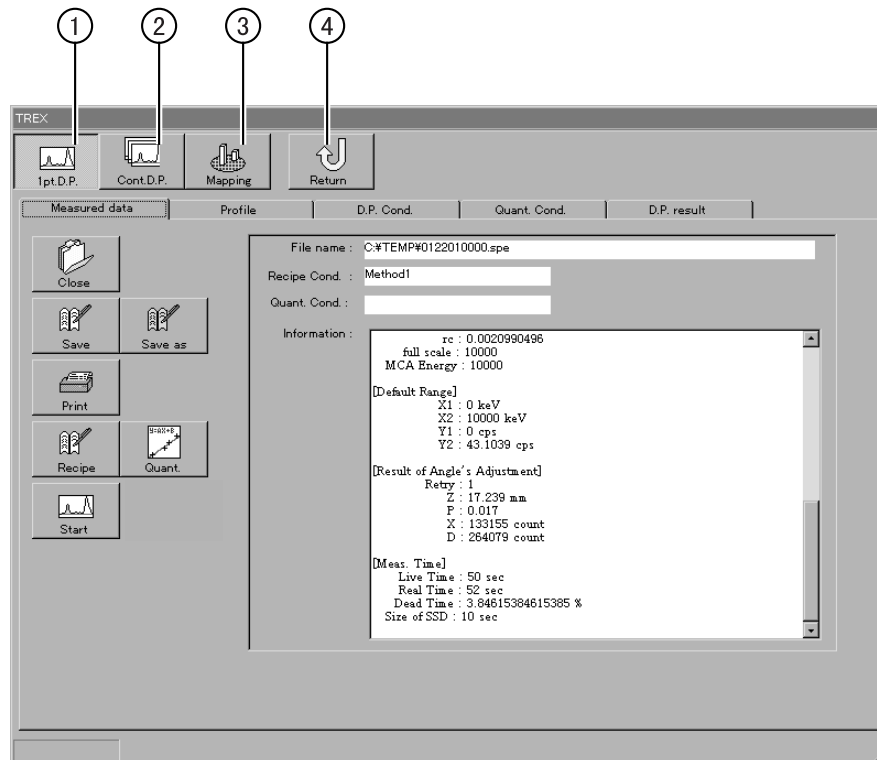 1 2 3 4
TREX
1pt.D.P. Cont.D.P. Mapping Return
Measured data Profile D.P. Cond. Quant. Cond. D.P. result
Close
Save Save as
Print
Recipe Y=AX+B Quant.
Start
File name : C:¥TEMP¥0122010000.spe
Recipe Cond. : Method1
Quant. Cond. :
Information :
rc : 0.0020990496
full scale : 10000
MCA Energy : 10000
[Default Range]
X1 : 0 keV
X2 : 10000 keV
Y1 : 0 cps
Y2 : 43.1039 cps
[Result of Angle's Adjustment]
Retry : 1
Z : 17.239 mm
P : 0.017
X : 133155 count
D : 264079 count
[Meas. Time]
Live Time : 50 sec
Real Time : 52 sec
Dead Time : 3.84615384615385 %
Size of SSD : 10 sec